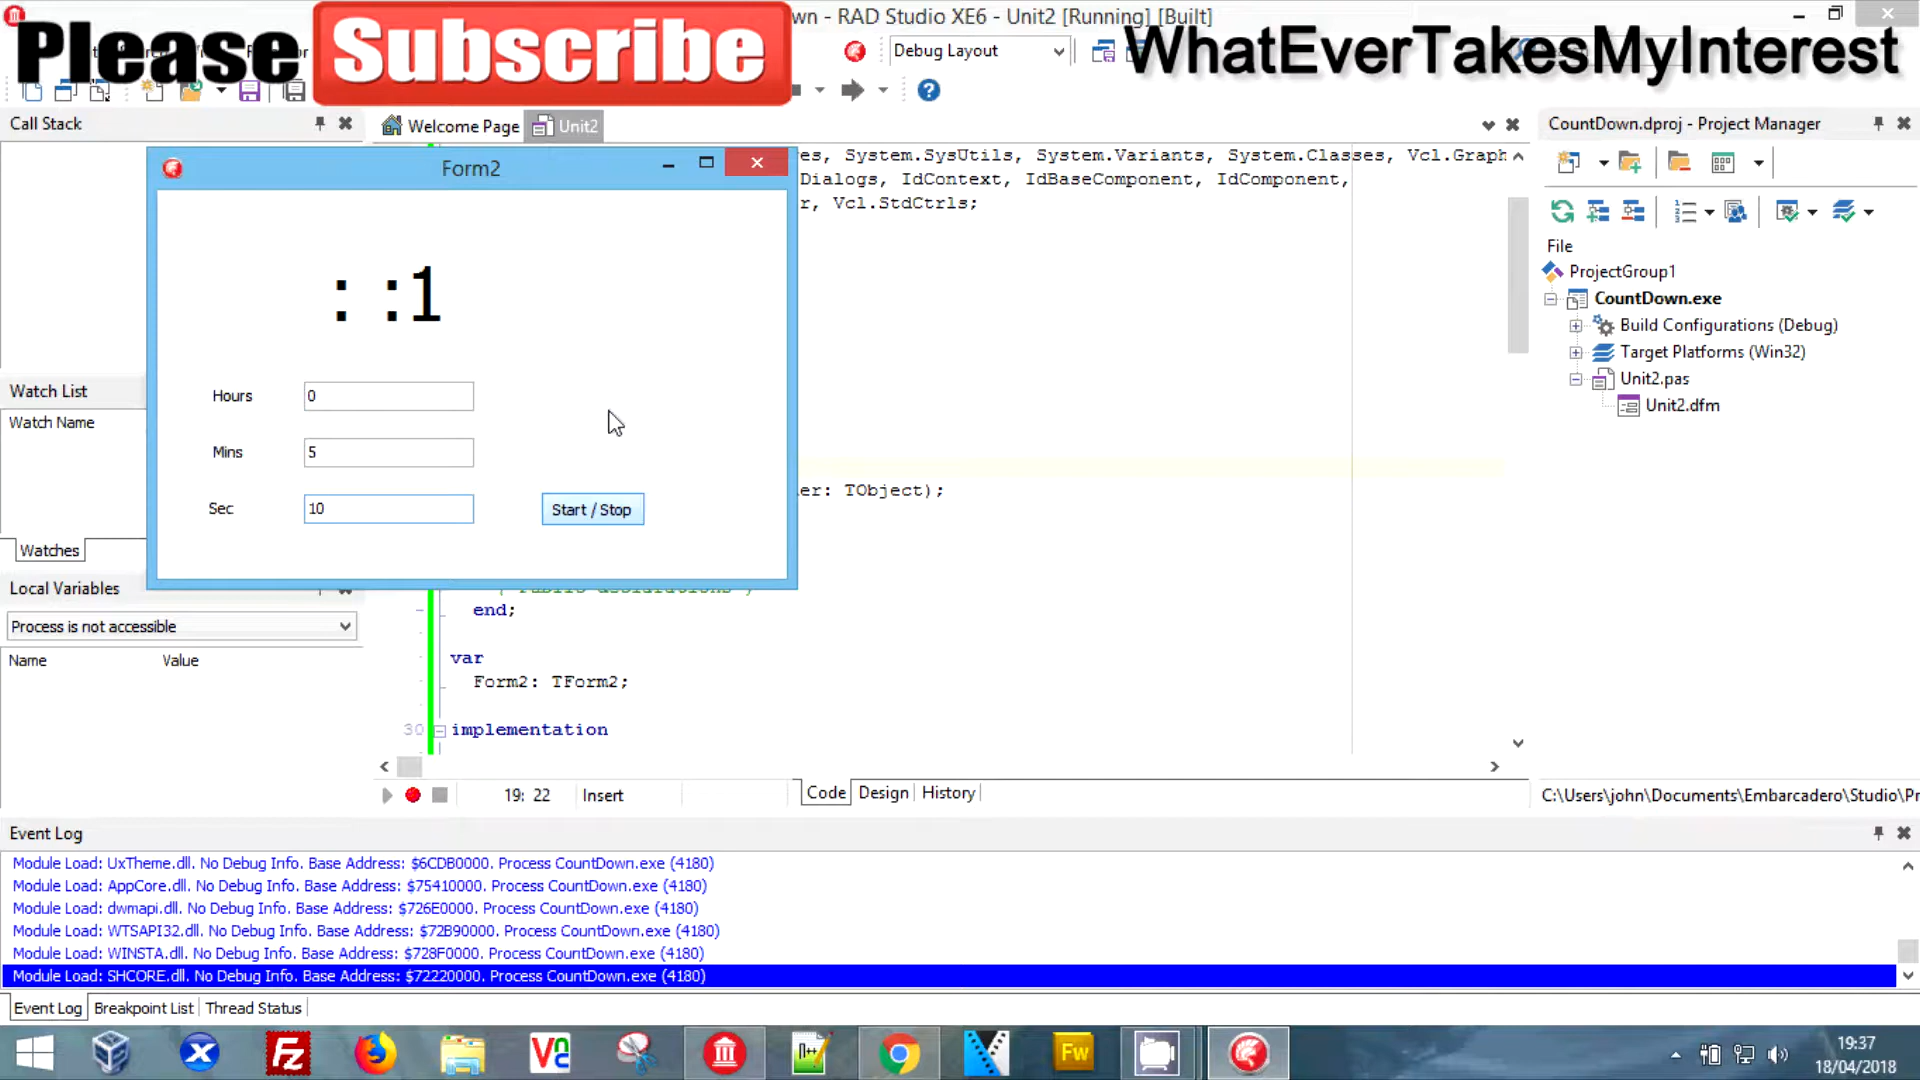 Please Subscribe
wn - RAD Studio XE6 - Unit2 [Running] [Built]
WhatEverTakesMyInterest
Debug Layout
Call Stack
Welcome Page
Unit2
CountDown.dproj - Project Manager
Form2
es, System.SysUtils, System.Variants, System.Classes, Vcl.Graph
Dialogs, IdContext, IdBaseComponent, IdComponent,
r, Vcl.StdCtrls;
File
ProjectGroup1
CountDown.exe
Build Configurations (Debug)
Target Platforms (Win32)
Unit2.pas
Unit2.dfm
: :1
Watch List
Watch Name
Hours
0
Mins
5
Sec
10
Start / Stop
er: TObject);
Watches
Local Variables
Process is not accessible
Name
Value
end;
var
Form2: TForm2;
30
implementation
19: 22
Insert
Code
Design
History
C:\Users\john\Documents\Embarcadero\Studio\Pr
Event Log
Module Load: UxTheme.dll. No Debug Info. Base Address: $6CDB0000. Process CountDown.exe (4180)
Module Load: AppCore.dll. No Debug Info. Base Address: $75410000. Process CountDown.exe (4180)
Module Load: dwmapi.dll. No Debug Info. Base Address: $726E0000. Process CountDown.exe (4180)
Module Load: WTSAPI32.dll. No Debug Info. Base Address: $72B90000. Process CountDown.exe (4180)
Module Load: WINSTA.dll. No Debug Info. Base Address: $728F0000. Process CountDown.exe (4180)
Module Load: SHCORE.dll. No Debug Info. Base Address: $72220000. Process CountDown.exe (4180)
Event Log
Breakpoint List
Thread Status
Fz
VNC
N++
Fw
19:37
18/04/2018